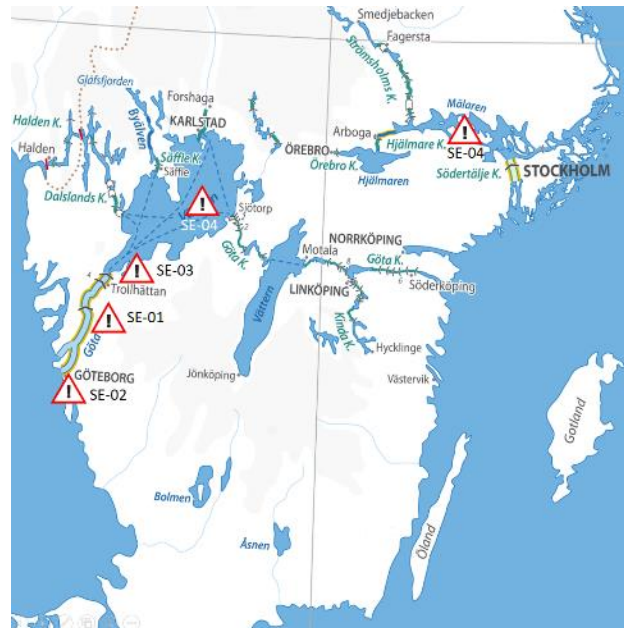 Smedjebacken
Fagersta
Strömsholms K.
Glafsfjorden
Forshaga
Byälven
KARLSTAD
Halden K.
Halden
Säffle K.
Säffle
Dalslands K.
Mälaren
Arboga
SE-04
Hjälmare K.
ÖREBRO
Örebro K.
Hjälmaren
Södertälje K.
STOCKHOLM
SE-04
Sjötorp
Göta K.
Motala
NORRKÖPING
Göta K.
Söderköping
LINKÖPING
Kinda K.
Hycklinge
Västervik
Vättern
Jönköping
4
SE-03
Trollhättan
SE-01
Göta
GÖTEBORG
SE-02
Bolmen
Åsnen
Öland
Gotland